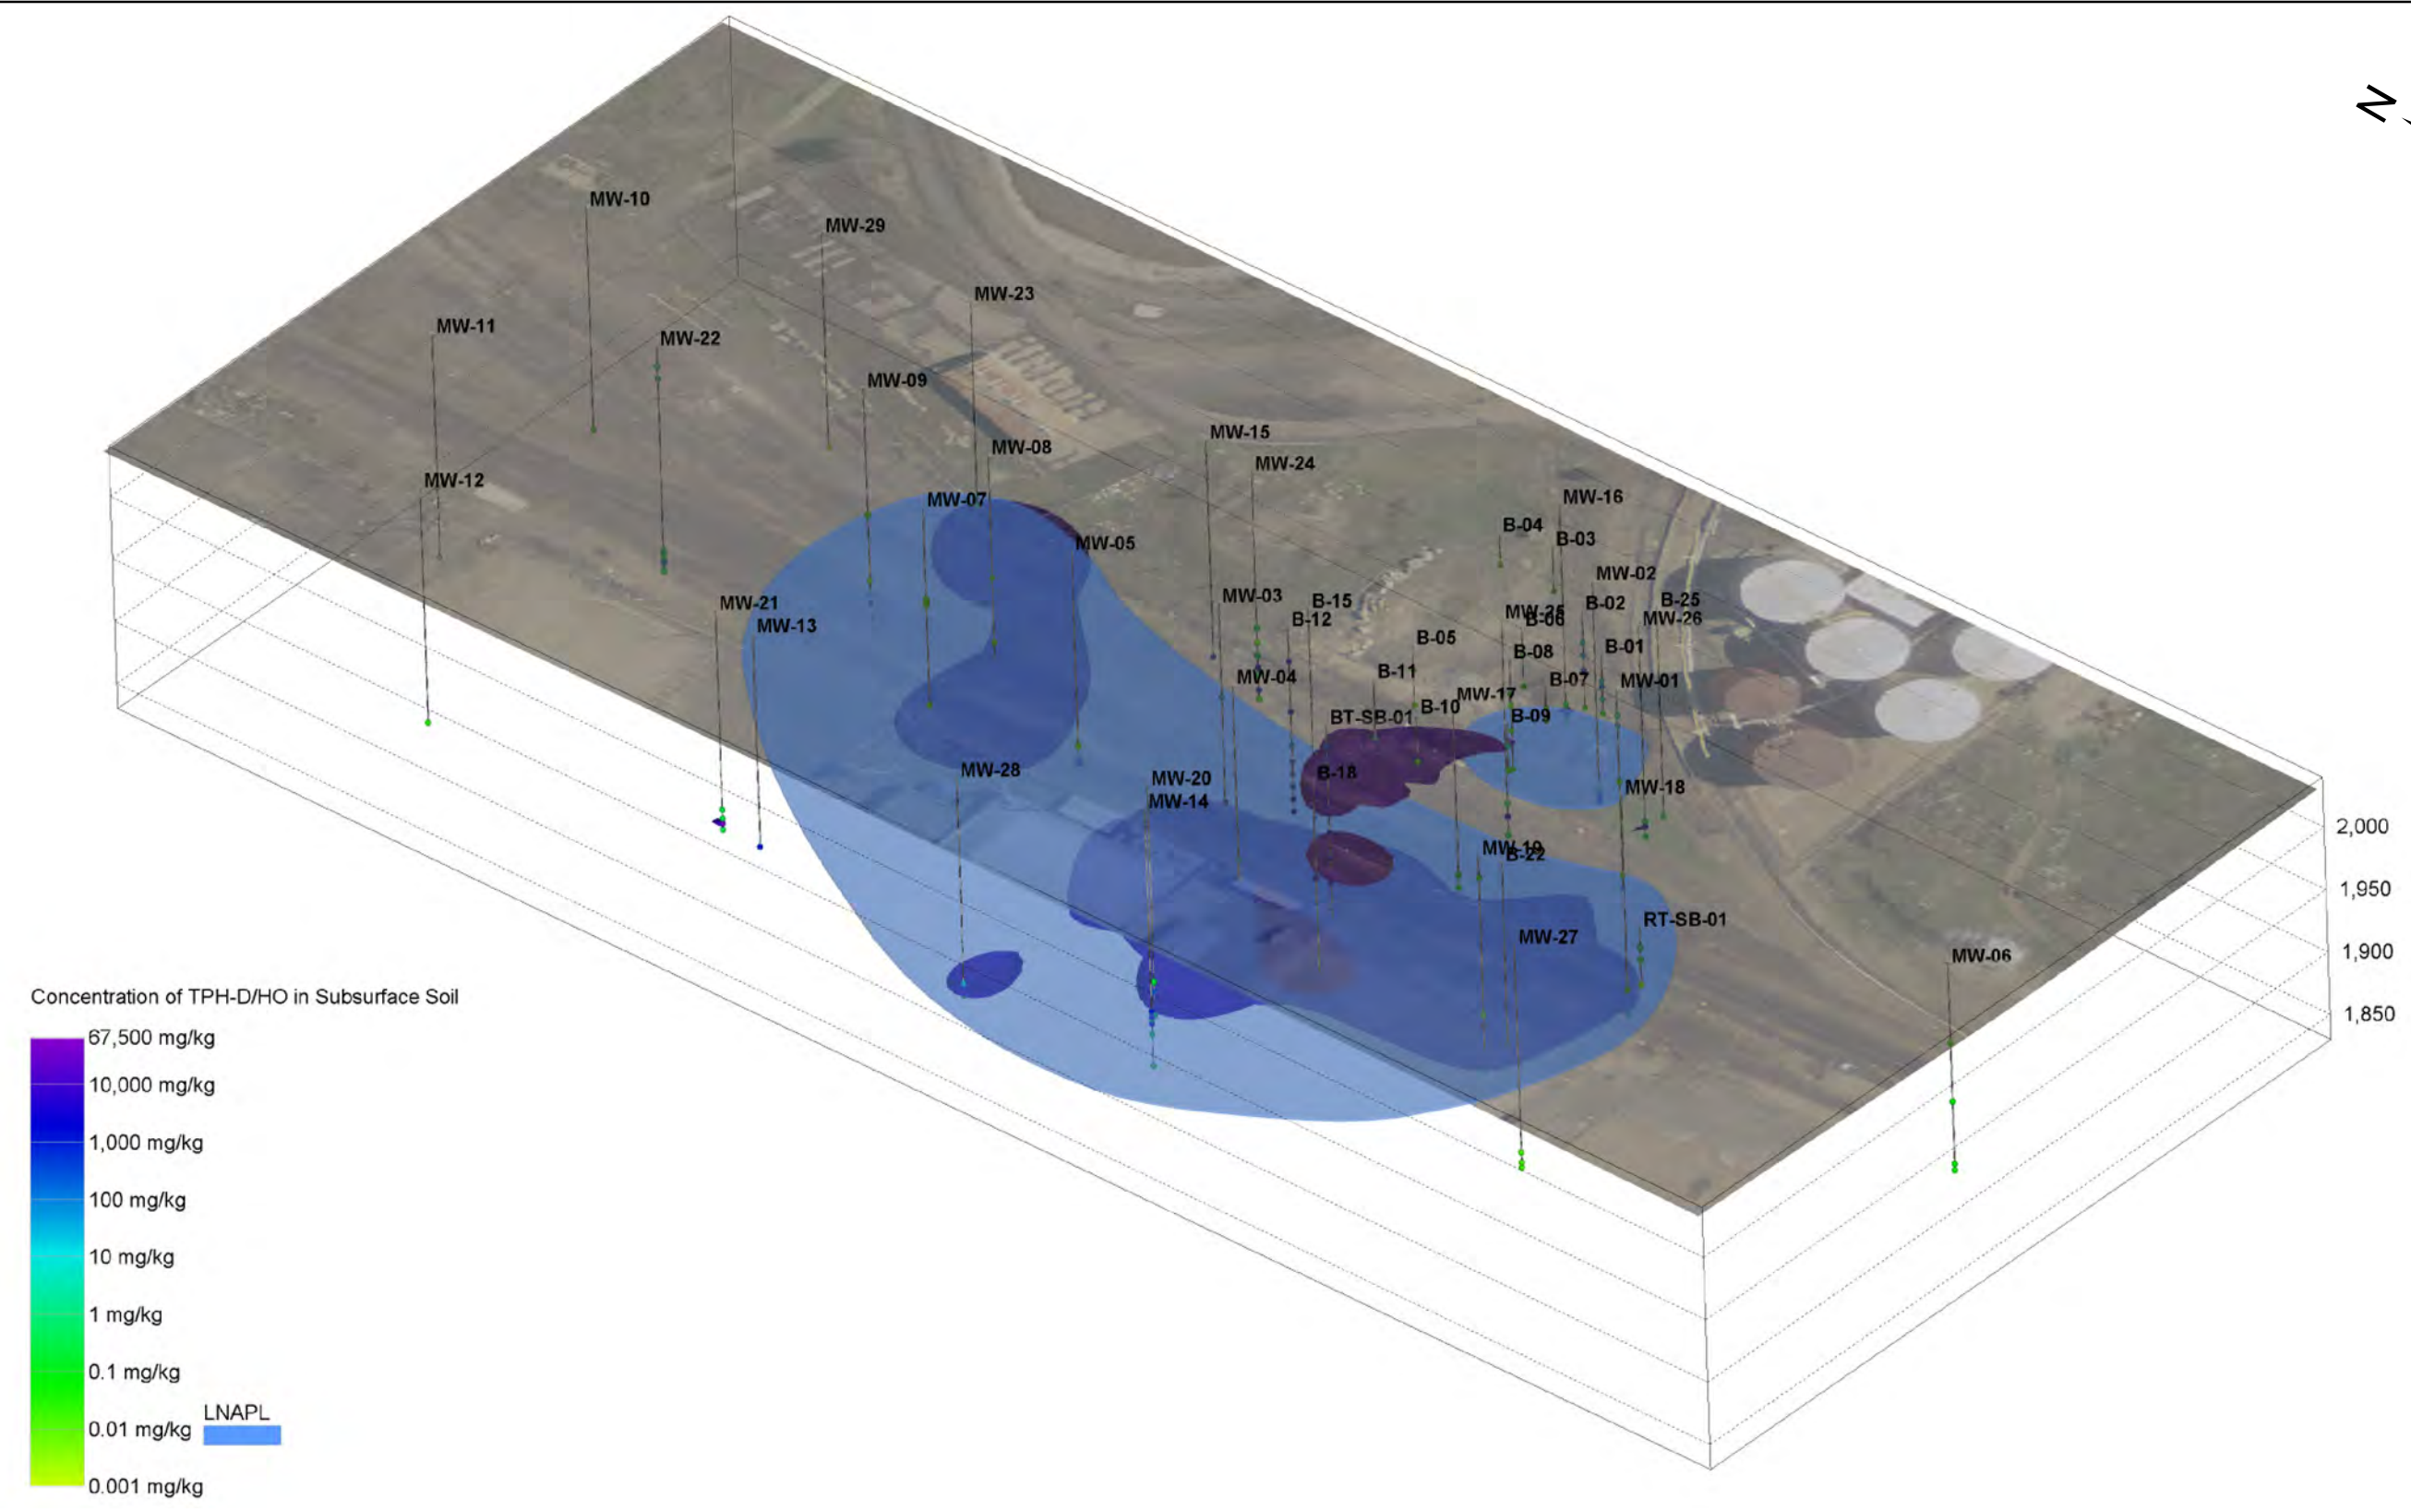 N
MW-10
MW-29
MW-23
MW-11
MW-22
MW-09
MW-15
MW-08
MW-24
MW-12
MW-07
MW-16
B-04
B-03
MW-05
MW-02
MW-03
B-15
B-02
B-25
MW-21
MW-25
B-06
MW-26
B-12
MW-13
B-05
B-01
B-08
B-11
MW-04
B-07
MW-01
MW-17
B-10
BT-SB-01
B-09
MW-28
B-18
MW-20
MW-18
MW-14
2,000
MW-19
B-22
1,950
RT-SB-01
MW-27
1,900
MW-06
1,850
Concentration of TPH-D/HO in Subsurface Soil
67,500 mg/kg
10,000 mg/kg
1,000 mg/kg
100 mg/kg
10 mg/kg
1 mg/kg
0.1 mg/kg
0.01 mg/kg
0.001 mg/kg
LNAPL